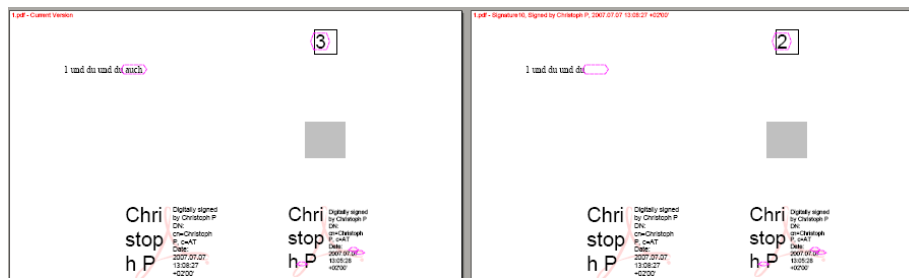 1.pdf - Current Version
3
1 und du und du auch
Chri
stop
h P
Digitally signed
by Christoph P
DN:
cn=Christoph
P, c=AT
Date:
2007.07.07
13:08:27
+02'00'
Chri
stop
h P
Digitally signed
by Christoph P
DN:
cn=Christoph
P, c=AT
Date:
2007.07.07
13:05:28
+02'00'
1.pdf - Signature10, Signed by Christoph P, 2007.07.07 13:08:27 +02'00'
2
1 und du und du
Chri
stop
h P
Digitally signed
by Christoph P
DN:
cn=Christoph
P, c=AT
Date:
2007.07.07
13:08:27
+02'00'
Chri
stop
h P
Digitally signed
by Christoph P
DN:
cn=Christoph
P, c=AT
Date:
2007.07.07
13:05:28
+02'00'